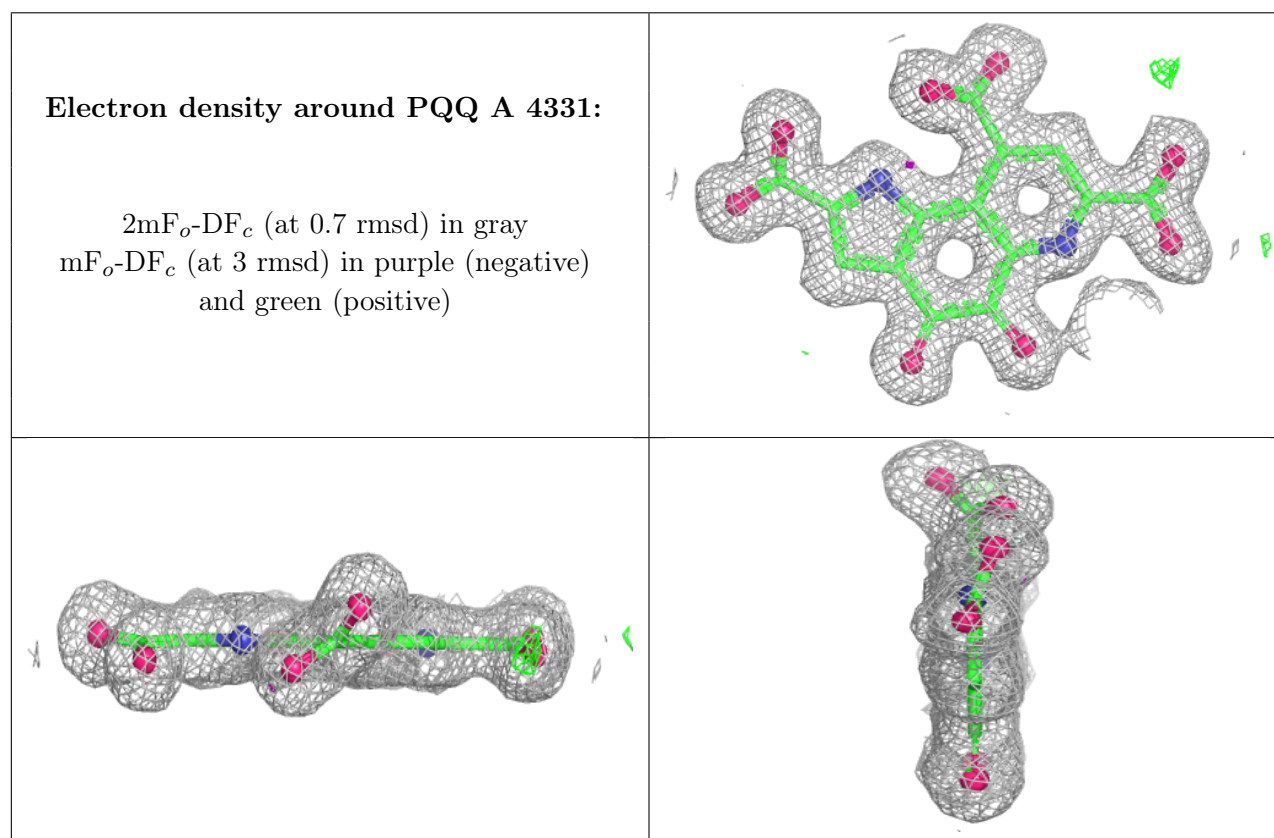 Electron density around PQQ A 4331:
2mFo-DFc (at 0.7 rmsd) in gray
mFo-DFc (at 3 rmsd) in purple (negative)
and green (positive)